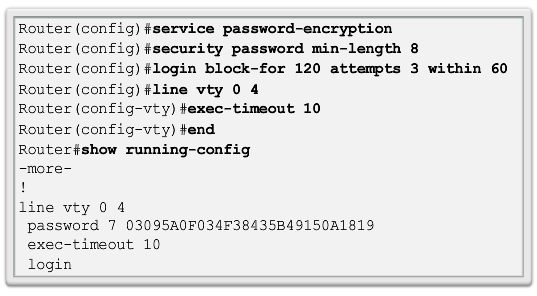 Router(config)#service password-encryption
Router(config)#security password min-length 8
Router(config)#login block-for 120 attempts 3 within 60
Router(config)#line vty 0 4
Router(config-vty)#exec-timeout 10
Router(config-vty)#end
Router#show running-config
-more-
!
line vty 0 4
password 7 03095A0F034F38435B49150A1819
exec-timeout 10
login